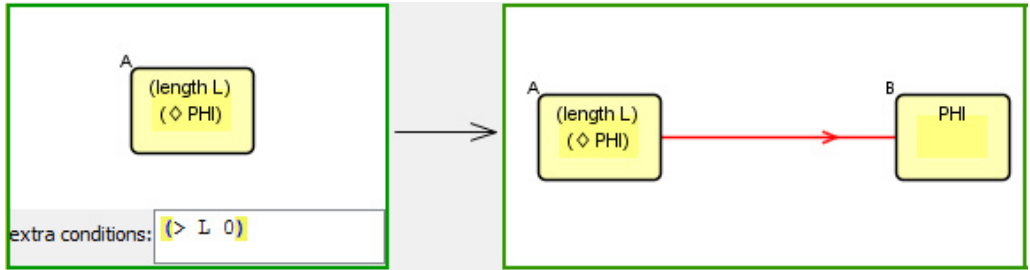 A
(length L)
(◇ PHI)
extra conditions: (> L 0)
A
(length L)
(◇ PHI)
B
PHI